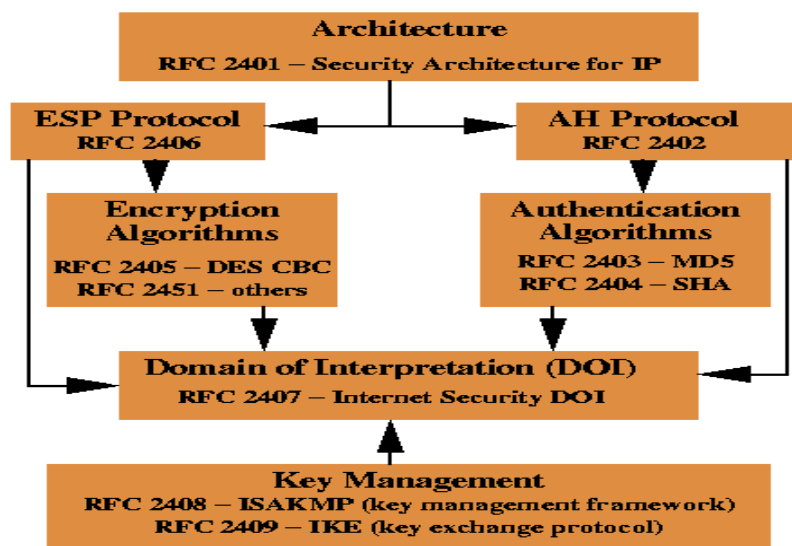 Architecture
RFC 2401 – Security Architecture for IP
ESP Protocol
RFC 2406
AH Protocol
RFC 2402
Encryption
Algorithms
RFC 2405 – DES CBC
RFC 2451 – others
Authentication
Algorithms
RFC 2403 – MD5
RFC 2404 – SHA
Domain of Interpretation (DOI)
RFC 2407 – Internet Security DOI
Key Management
RFC 2408 – ISAKMP (key management framework)
RFC 2409 – IKE (key exchange protocol)